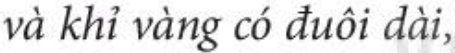 và khỉ vàng có đuôi dài,